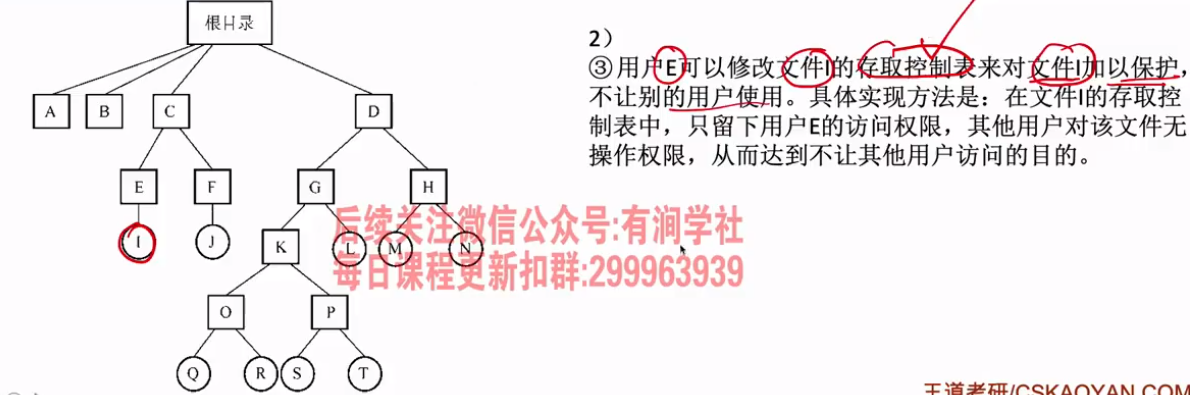 根目录
A
B
C
D
E
F
G
H
I
J
K
L
M
N
O
P
Q
R
S
T
2）
③用户E可以修改文件I的存取控制表来对文件I加以保护，
不让别的用户使用。具体实现方法是：在文件I的存取控
制表中，只留下用户E的访问权限，其他用户对该文件无
操作权限，从而达到不让其他用户访问的目的。
后续关注微信公众号:有涧学社
每日课程更新扣群:299963939
王道考研/CSKAOYAN.COM